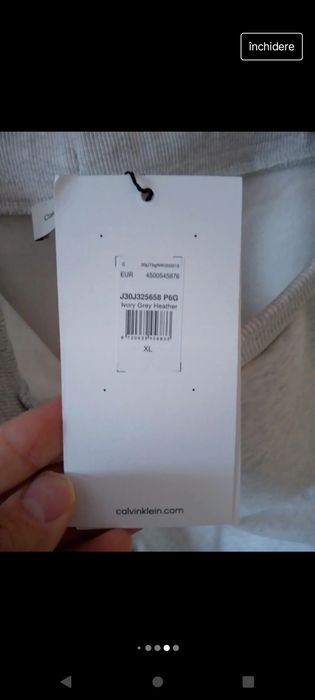 închidere
EUR 4500545876
J30J325658 P6G
Ivory Grey Heather
XL
calvinklein.com